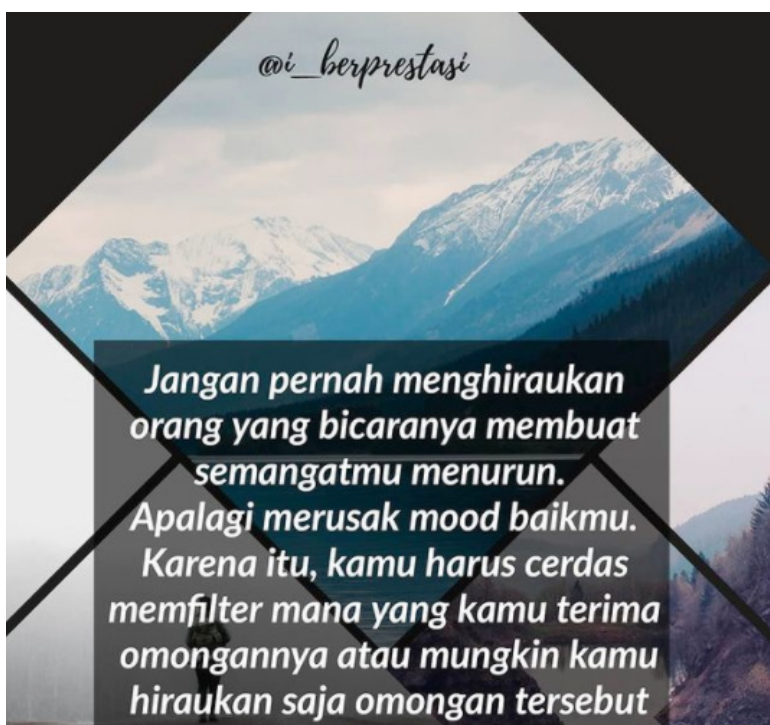 @i__berprestasi
Jangan pernah menghiraukan
orang yang bicaranya membuat
semangatmu menurun.
Apalagi merusak mood baikmu.
Karena itu, kamu harus cerdas
memfilter mana yang kamu terima
omongannya atau mungkin kamu
hiraukan saja omongan tersebut